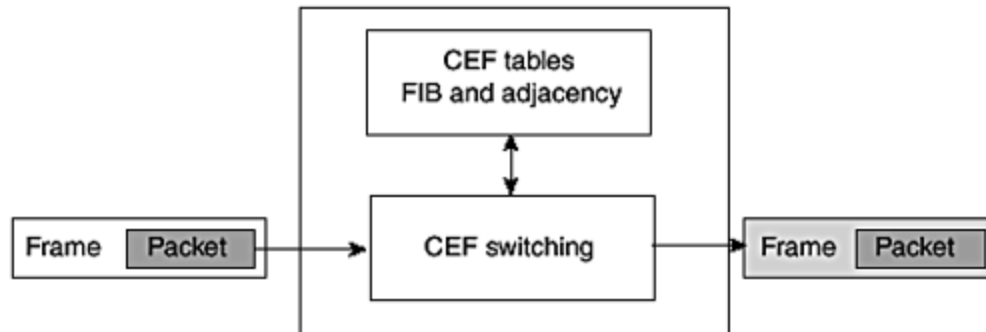 CEF tables
FIB and adjacency
Frame
Packet
CEF switching
Frame
Packet